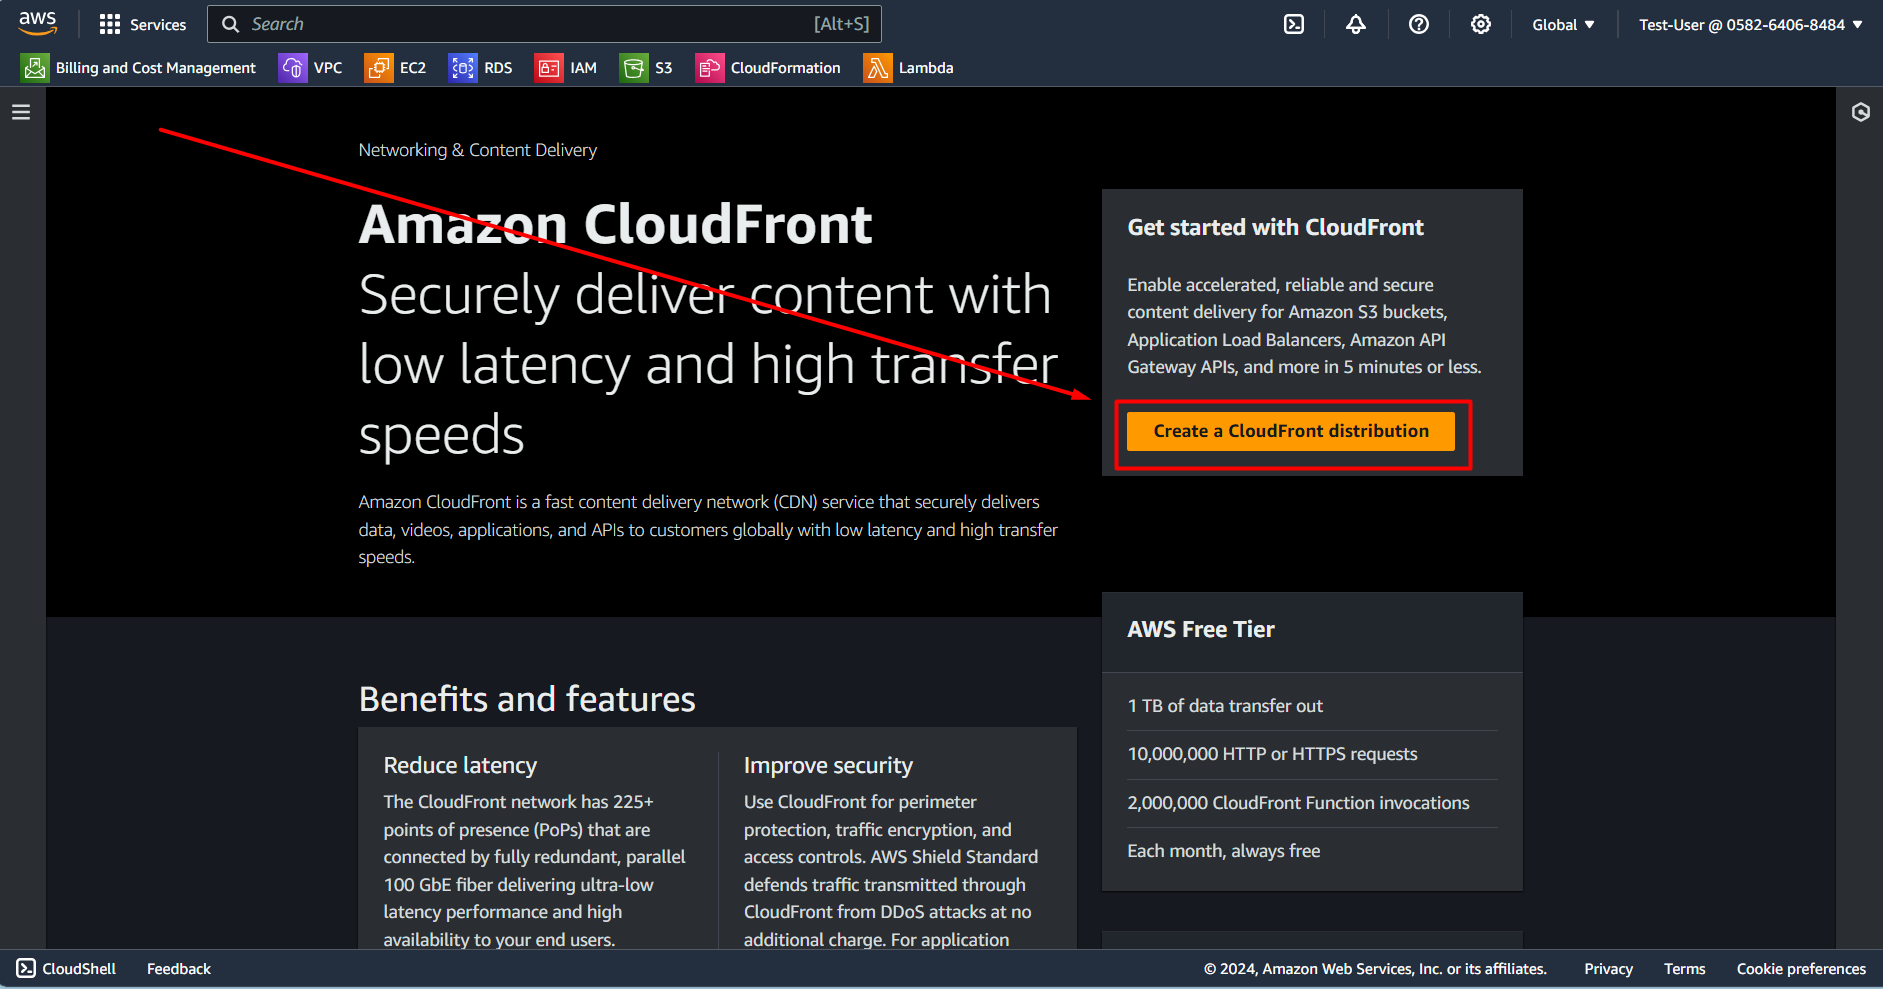 aws
Services
Search
[Alt+S]
Global
Test-User @ 0582-6406-8484
Billing and Cost Management
VPC
EC2
RDS
IAM
S3
CloudFormation
Lambda
Networking & Content Delivery
Amazon CloudFront
Securely deliver content with
low latency and high transfer
speeds
Amazon CloudFront is a fast content delivery network (CDN) service that securely delivers
data, videos, applications, and APIs to customers globally with low latency and high transfer
speeds.
Get started with CloudFront
Enable accelerated, reliable and secure
content delivery for Amazon S3 buckets,
Application Load Balancers, Amazon API
Gateway APIs, and more in 5 minutes or less.
Create a CloudFront distribution
AWS Free Tier
1 TB of data transfer out
10,000,000 HTTP or HTTPS requests
2,000,000 CloudFront Function invocations
Each month, always free
Benefits and features
Reduce latency
The CloudFront network has 225+
points of presence (PoPs) that are
connected by fully redundant, parallel
100 GbE fiber delivering ultra-low
latency performance and high
availability to your end users.
Improve security
Use CloudFront for perimeter
protection, traffic encryption, and
access controls. AWS Shield Standard
defends traffic transmitted through
CloudFront from DDoS attacks at no
additional charge. For application
CloudShell
Feedback
© 2024, Amazon Web Services, Inc. or its affiliates.
Privacy
Terms
Cookie preferences